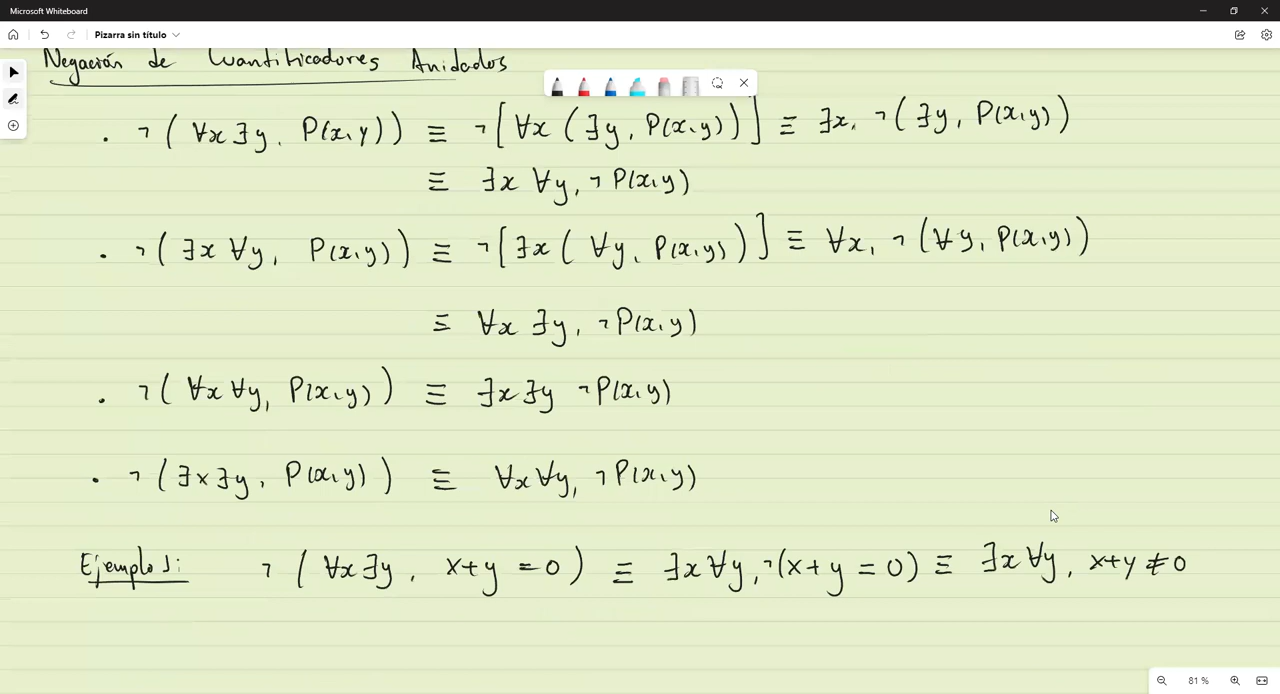 Microsoft Whiteboard
Pizarra sin título
Negación de Cuantificadores Anidados
. ¬ ( ∀x ∃y, P(x,y) ) ≡ ¬ [ ∀x ( ∃y, P(x,y) ) ] ≡ ∃x, ¬ ( ∃y, P(x,y) )
≡ ∃x ∀y, ¬ P(x,y)
. ¬ ( ∃x ∀y, P(x,y) ) ≡ ¬ [ ∃x ( ∀y, P(x,y) ) ] ≡ ∀x, ¬ ( ∀y, P(x,y) )
≡ ∀x ∃y, ¬ P(x,y)
. ¬ ( ∀x ∀y, P(x,y) ) ≡ ∃x ∃y ¬ P(x,y)
. ¬ ( ∃x ∃y, P(x,y) ) ≡ ∀x ∀y, ¬ P(x,y)
Ejemplo 1: ¬ ( ∀x ∃y, x+y = 0 ) ≡ ∃x ∀y, ¬ (x+y = 0) ≡ ∃x ∀y, x+y ≠ 0
81 %